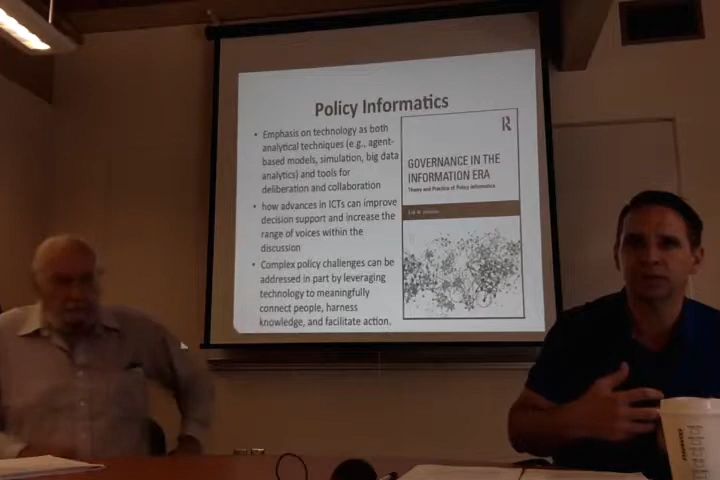 Policy Informatics
• Emphasis on technology as both
analytical techniques (e.g., agent-
based models, simulation, big data
analytics) and tools for
deliberation and collaboration
• how advances in ICTs can improve
decision support and increase the
range of voices within the
discussion
• Complex policy challenges can be
addressed in part by leveraging
technology to meaningfully
connect people, harness
knowledge, and facilitate action.
R
GOVERNANCE IN THE
INFORMATION ERA
Theory and Practice of Policy Informatics